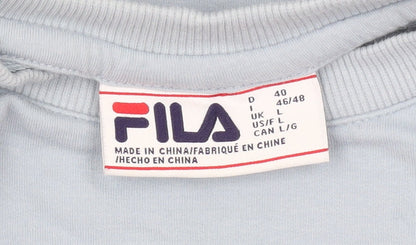 FILA
D 40
I 46/48
UK L
US/F L
CAN L/G
MADE IN CHINA/FABRIQUÉ EN CHINE
/HECHO EN CHINA